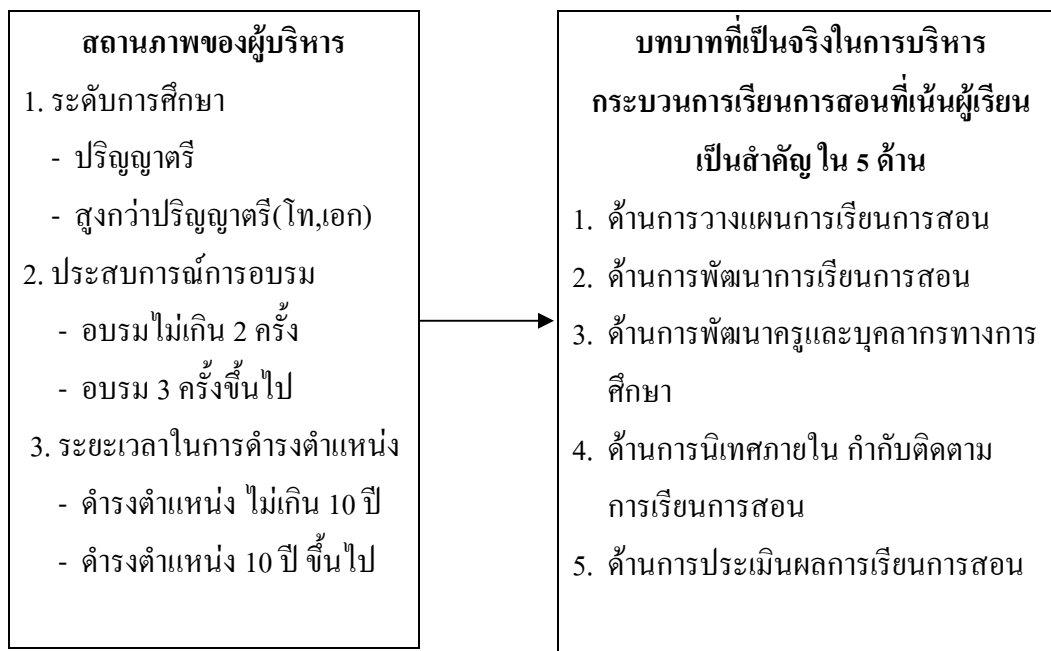 สถานภาพของผู้บริหาร
1. ระดับการศึกษา
- ปริญญาตรี
- สูงกว่าปริญญาตรี(โท,เอก)
2. ประสบการณ์การอบรม
- อบรมไม่เกิน 2 ครั้ง
- อบรม 3 ครั้งขึ้นไป
3. ระยะเวลาในการดำรงตำแหน่ง
- ดำรงตำแหน่ง ไม่เกิน 10 ปี
- ดำรงตำแหน่ง 10 ปี ขึ้นไป
บทบาทที่เป็นจริงในการบริหาร
กระบวนการเรียนการสอนที่เน้นผู้เรียน
เป็นสำคัญ ใน 5 ด้าน
1. ด้านการวางแผนการเรียนการสอน
2. ด้านการพัฒนาการเรียนการสอน
3. ด้านการพัฒนาครูและบุคลากรทางการ
ศึกษา
4. ด้านการนิเทศภายใน กำกับติดตาม
การเรียนการสอน
5. ด้านการประเมินผลการเรียนการสอน